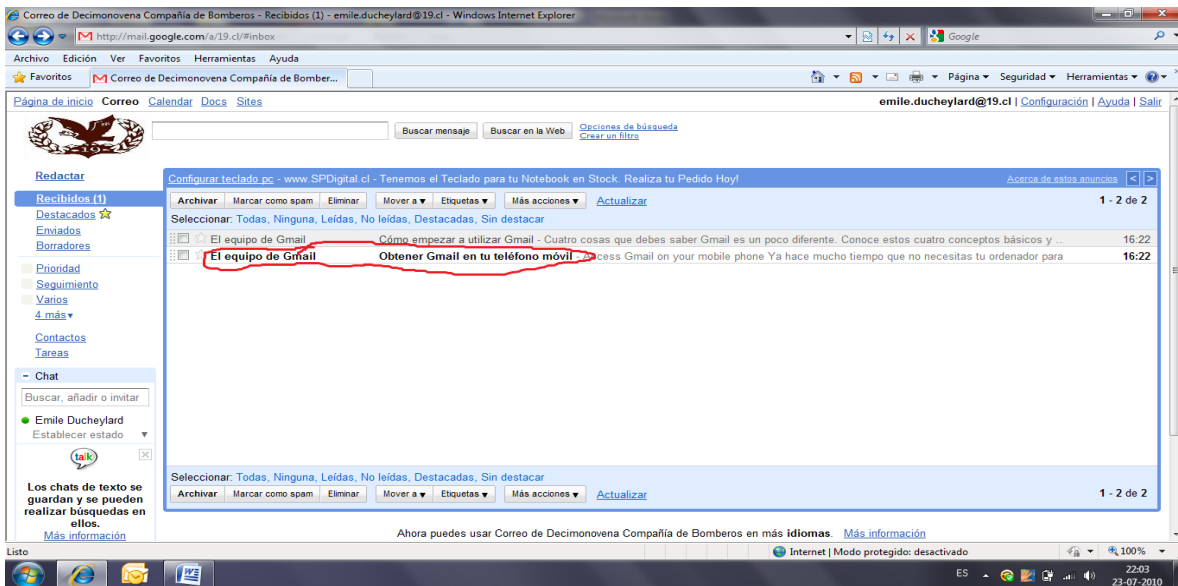 Correo de Decimonovena Compañía de Bomberos - Recibidos (1) - emile.ducheylard@19.cl - Windows Internet Explorer
http://mail.google.com/a/19.cl/#inbox
Google
Archivo Edición Ver Favoritos Herramientas Ayuda
Favoritos Correo de Decimonovena Compañía de Bomber... Página Seguridad Herramientas
Página de inicio Correo Calendar Docs Sites emile.ducheylard@19.cl | Configuración | Ayuda | Salir
Buscar mensaje Buscar en la Web Opciones de búsqueda
Crear un filtro
Redactar
Configurar teclado pc - www.SPDigital.cl - Tenemos el Teclado para tu Notebook en Stock. Realiza tu Pedido Hoy! Acerca de estos anuncios < >
Recibidos (1)
Archivar Marcar como spam Eliminar Mover a Etiquetas Más acciones Actualizar 1 - 2 de 2
Destacados
Seleccionar: Todas, Ninguna, Leídas, No leídas, Destacadas, Sin destacar
Enviados
El equipo de Gmail Cómo empezar a utilizar Gmail - Cuatro cosas que debes saber Gmail es un poco diferente. Conoce estos cuatro conceptos básicos y .. 16:22
Borradores
El equipo de Gmail Obtener Gmail en tu teléfono móvil - Access Gmail on your mobile phone Ya hace mucho tiempo que no necesitas tu ordenador para 16:22
Prioridad
Seguimiento
Varios
4 más
Contactos
Tareas
Chat
Buscar, añadir o invitar
Emile Ducheylard
Establecer estado
talk
Los chats de texto se
guardan y se pueden
realizar búsquedas en
ellos.
Más información
Seleccionar: Todas, Ninguna, Leídas, No leídas, Destacadas, Sin destacar
Archivar Marcar como spam Eliminar Mover a Etiquetas Más acciones Actualizar 1 - 2 de 2
Ahora puedes usar Correo de Decimonovena Compañía de Bomberos en más idiomas. Más información
Listo Internet | Modo protegido: desactivado 100%
ES 22:03
23-07-2010